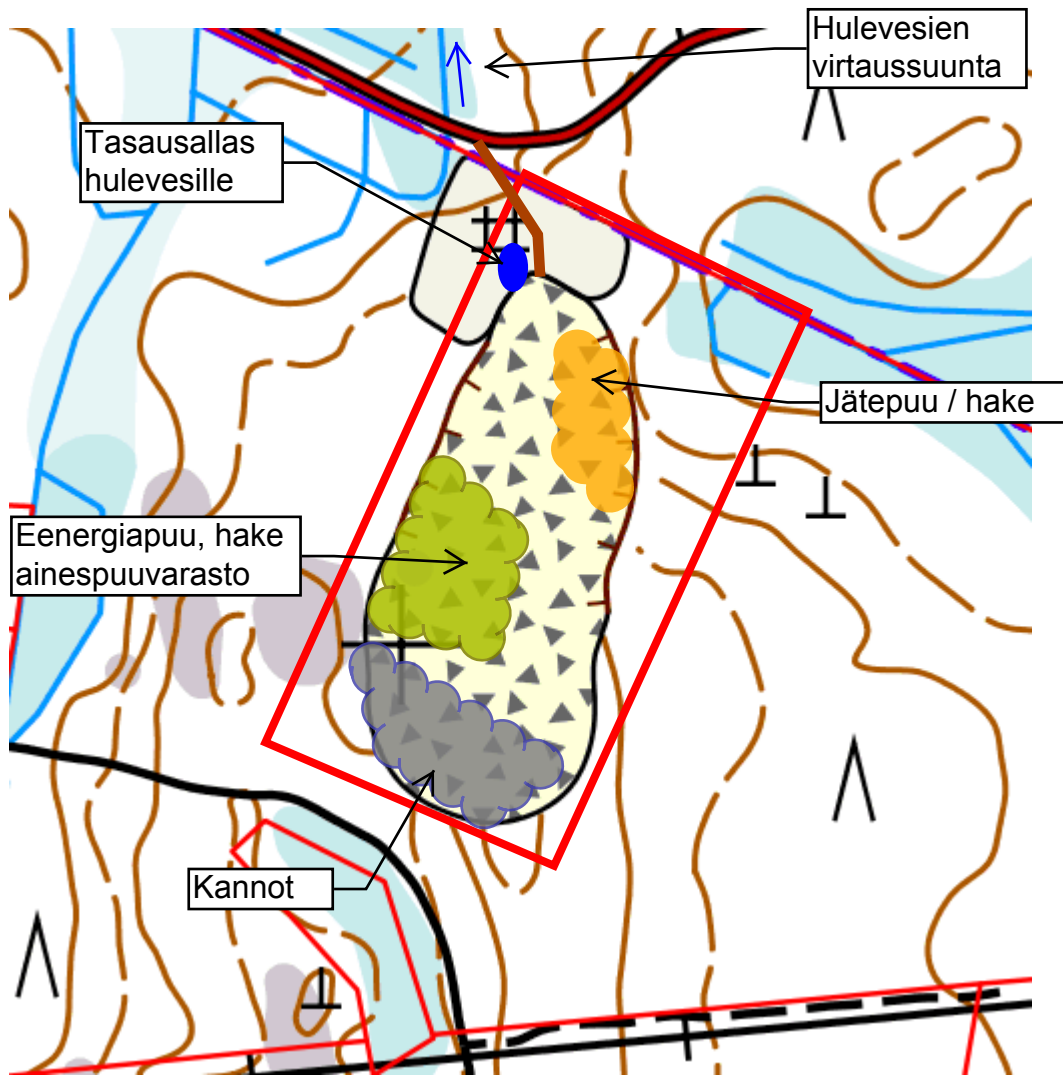 Hulevesien
virtaussuunta
Tasausallas
hulevesille
Jätepuu / hake
Eenergiapuu, hake
ainespuuvarasto
Kannot